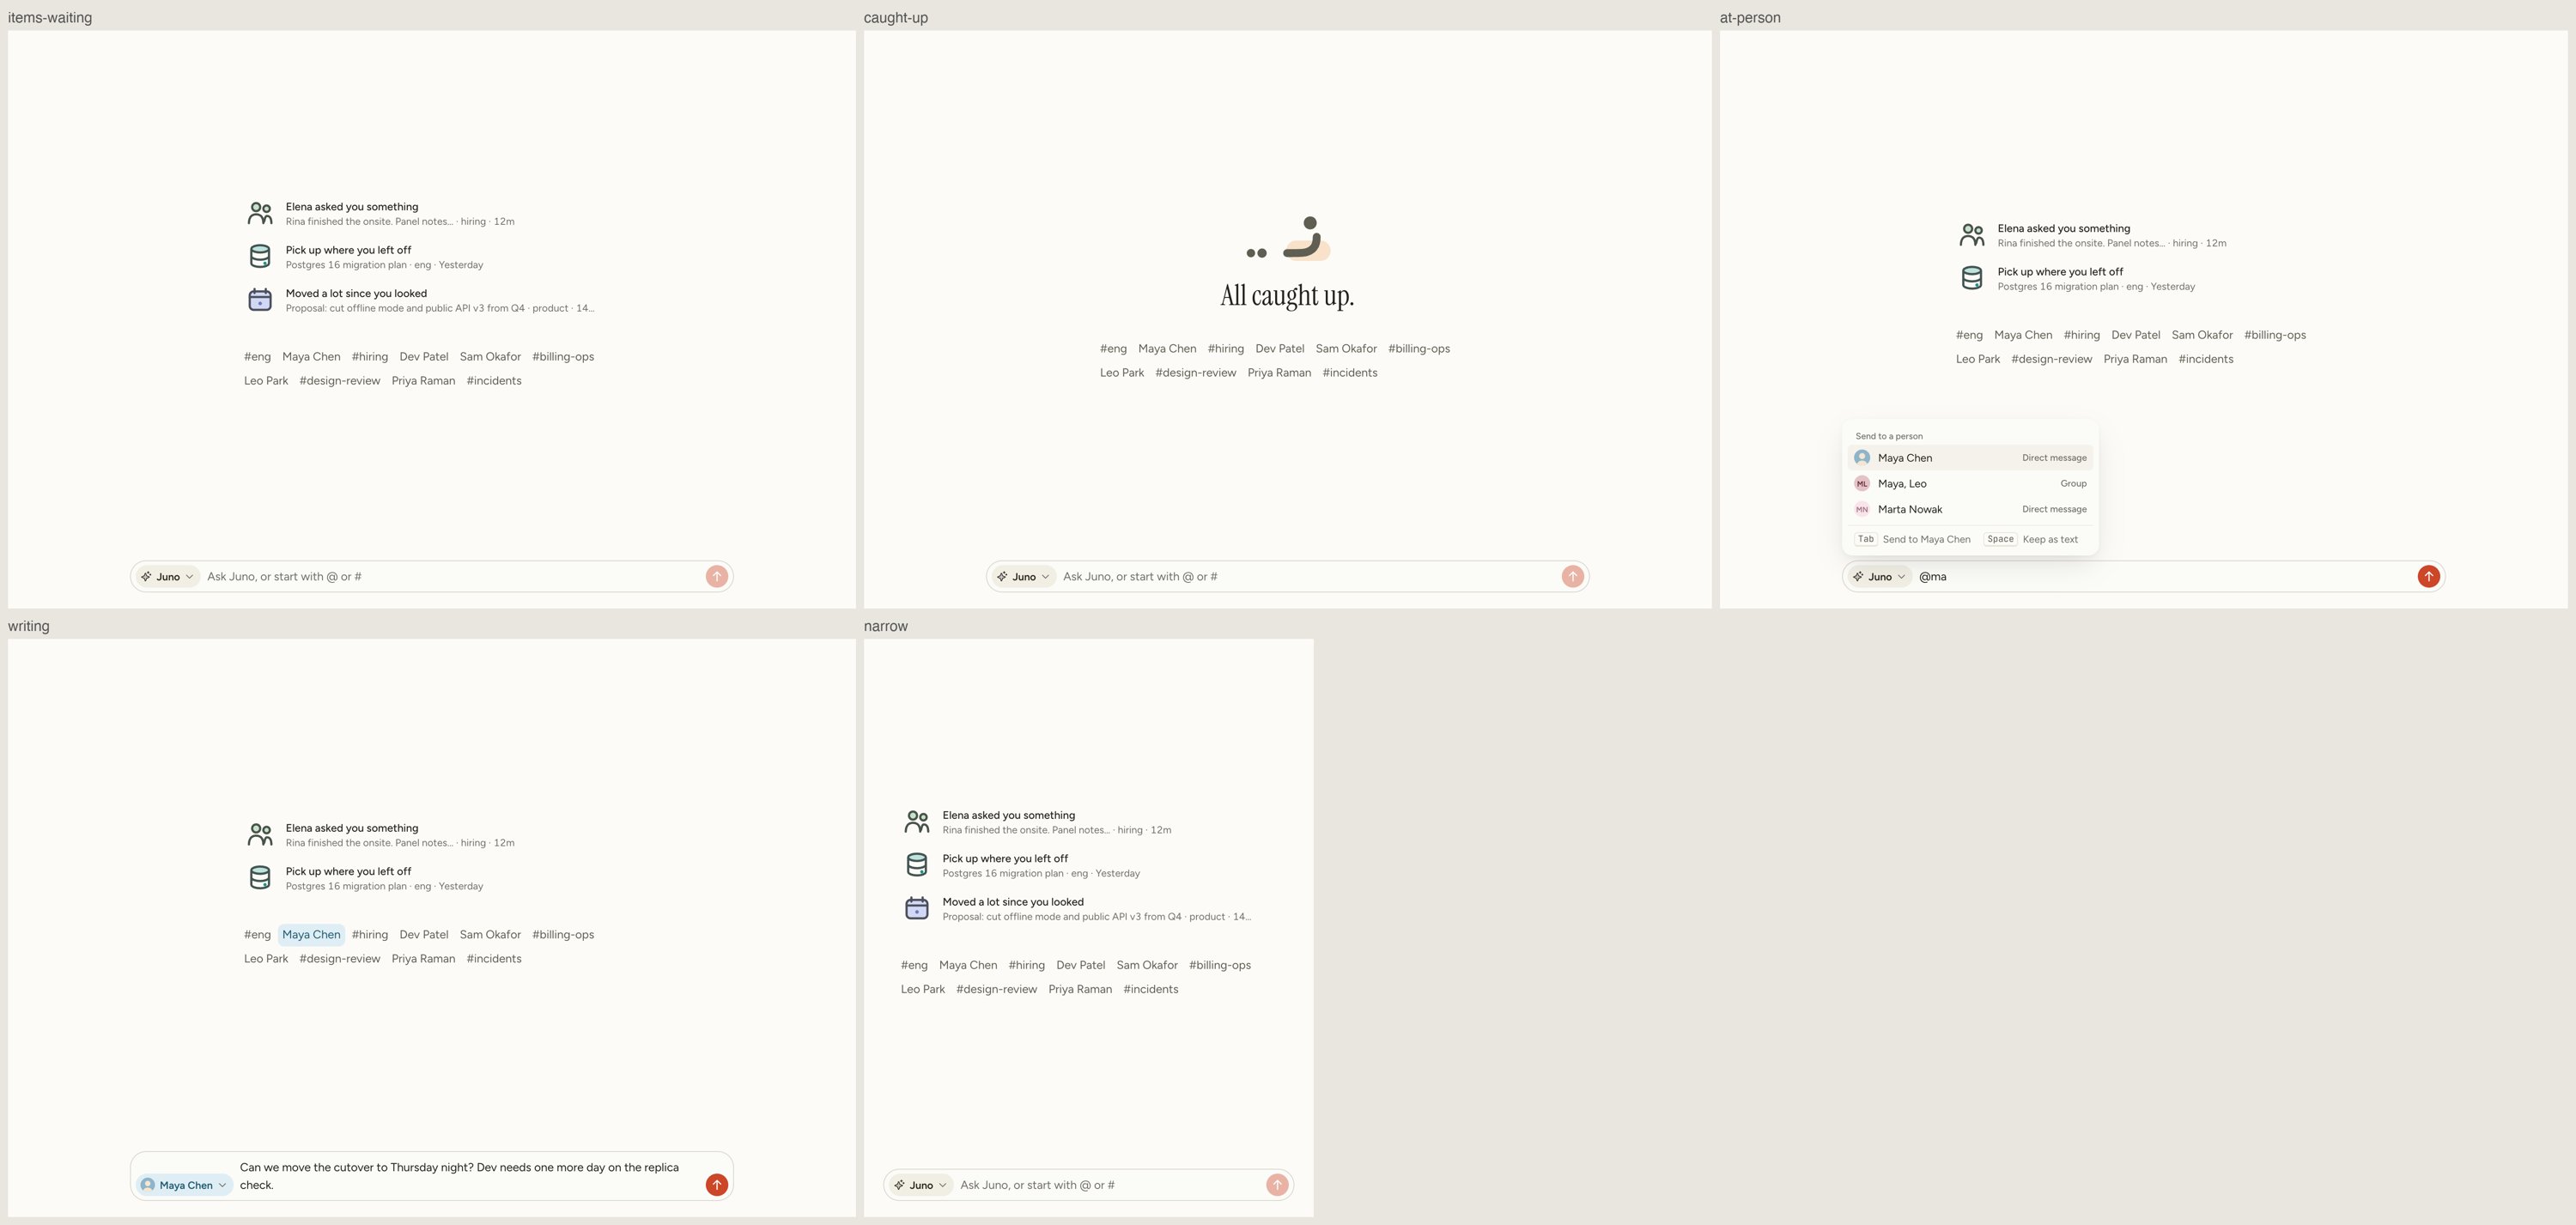 items-waiting
Elena asked you something
Rina finished the onsite. Panel notes... · hiring · 12m
Pick up where you left off
Postgres 16 migration plan · eng · Yesterday
Moved a lot since you looked
Proposal: cut offline mode and public API v3 from Q4 · product · 14...
#eng Maya Chen #hiring Dev Patel Sam Okafor #billing-ops
Leo Park #design-review Priya Raman #incidents
Juno Ask Juno, or start with @ or #
caught-up
All caught up.
#eng Maya Chen #hiring Dev Patel Sam Okafor #billing-ops
Leo Park #design-review Priya Raman #incidents
Juno Ask Juno, or start with @ or #
at-person
Elena asked you something
Rina finished the onsite. Panel notes... · hiring · 12m
Pick up where you left off
Postgres 16 migration plan · eng · Yesterday
#eng Maya Chen #hiring Dev Patel Sam Okafor #billing-ops
Leo Park #design-review Priya Raman #incidents
Send to a person
Maya Chen Direct message
ML Maya, Leo Group
MN Marta Nowak Direct message
Tab Send to Maya Chen Space Keep as text
Juno @ma
writing
Elena asked you something
Rina finished the onsite. Panel notes... · hiring · 12m
Pick up where you left off
Postgres 16 migration plan · eng · Yesterday
#eng Maya Chen #hiring Dev Patel Sam Okafor #billing-ops
Leo Park #design-review Priya Raman #incidents
Can we move the cutover to Thursday night? Dev needs one more day on the replica
Maya Chen check.
narrow
Elena asked you something
Rina finished the onsite. Panel notes... · hiring · 12m
Pick up where you left off
Postgres 16 migration plan · eng · Yesterday
Moved a lot since you looked
Proposal: cut offline mode and public API v3 from Q4 · product · 14...
#eng Maya Chen #hiring Dev Patel Sam Okafor #billing-ops
Leo Park #design-review Priya Raman #incidents
Juno Ask Juno, or start with @ or #